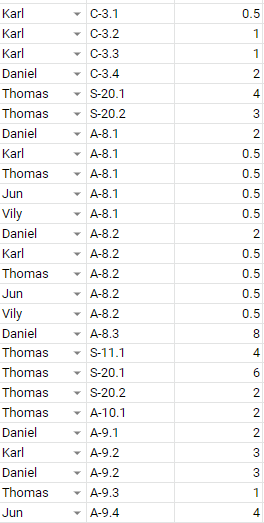 Karl C-3.1 0.5
Karl C-3.2 1
Karl C-3.3 1
Daniel C-3.4 2
Thomas S-20.1 4
Thomas S-20.2 3
Daniel A-8.1 2
Karl A-8.1 0.5
Thomas A-8.1 0.5
Jun A-8.1 0.5
Vily A-8.1 0.5
Daniel A-8.2 2
Karl A-8.2 0.5
Thomas A-8.2 0.5
Jun A-8.2 0.5
Vily A-8.2 0.5
Daniel A-8.3 8
Thomas S-11.1 4
Thomas S-20.1 6
Thomas S-20.2 2
Thomas A-10.1 2
Daniel A-9.1 2
Karl A-9.2 3
Daniel A-9.2 3
Thomas A-9.3 1
Jun A-9.4 4